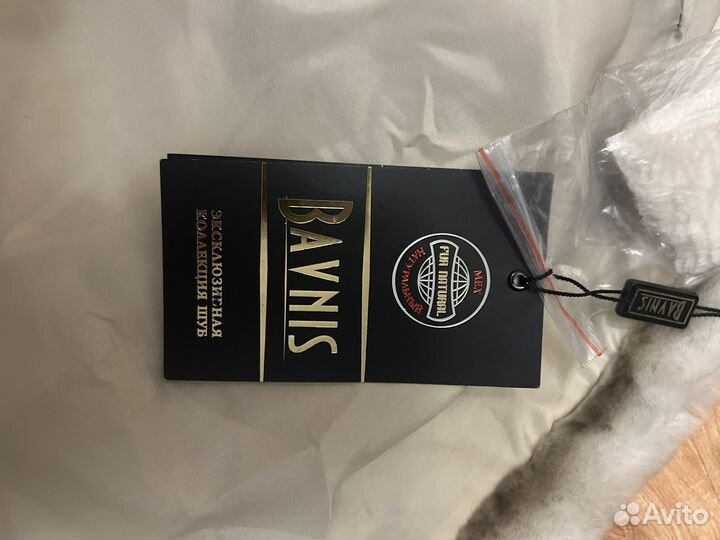 МЕХ
НАТУРАЛЬНЫЙ
FUR NATURAL
BAVNIS
ЭКСКЛЮЗИВНАЯ
КОЛЛЕКЦИЯ ШУБ
BAVNIS
Avito